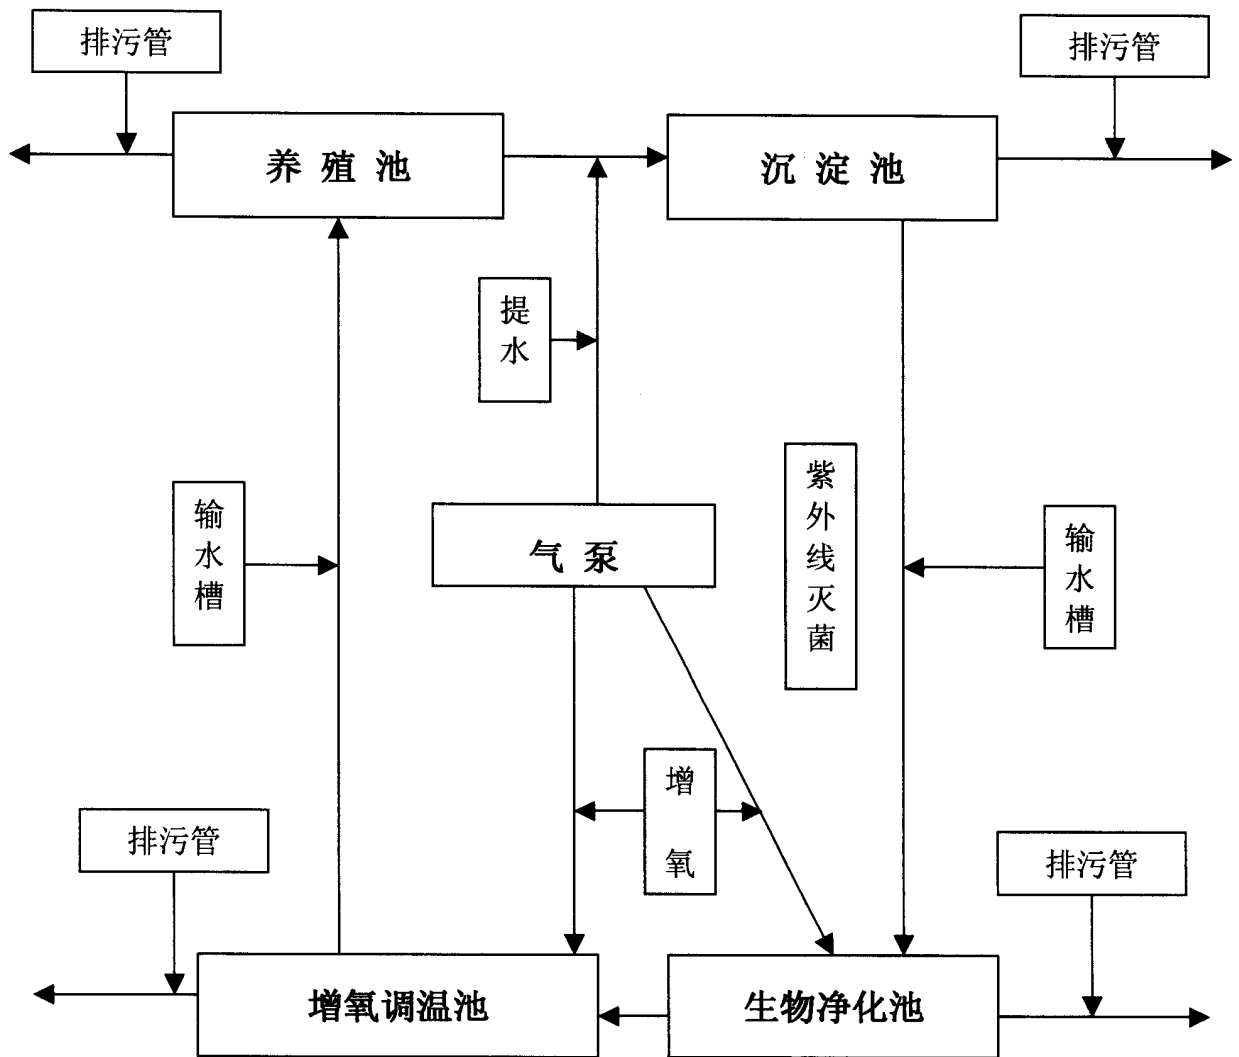 排污管
排污管
养 殖 池
沉 淀 池
提
水
紫
外
线
灭
菌
输
水
槽
气 泵
输
水
槽
增
氧
排污管
排污管
增氧调温池
生物净化池